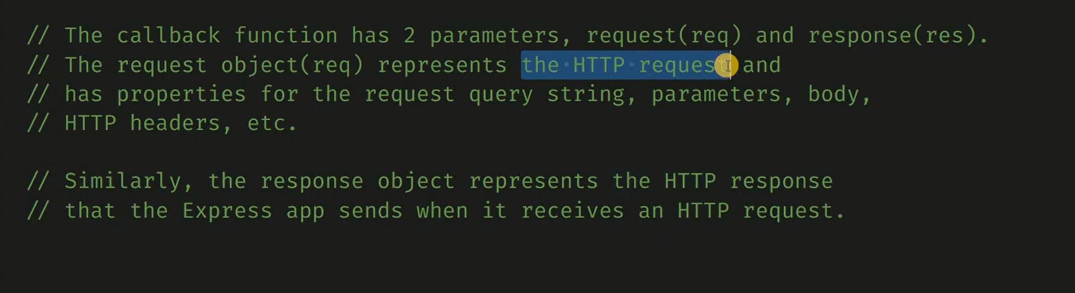 // The callback function has 2 parameters, request(req) and response(res).
// The request object(req) represents the HTTP request and
// has properties for the request query string, parameters, body,
// HTTP headers, etc.
// Similarly, the response object represents the HTTP response
// that the Express app sends when it receives an HTTP request.